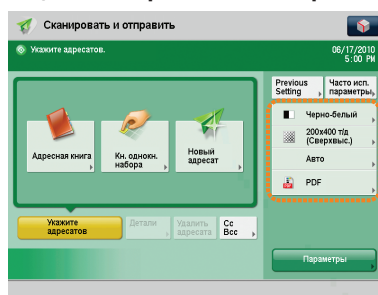 Сканировать и отправить
Укажите адресатов.
06/17/2010
5:00 PM
Previous
Setting
Часто исп.
параметры
Адресная книга
Кн. однокн.
набора
Новый
адресат
Черно-белый
200x400 т/д
(Сверхвыс.)
Авто
PDF
Укажите
адресатов
Детали
Удалить
адресата
Cc
Bcc
Параметры